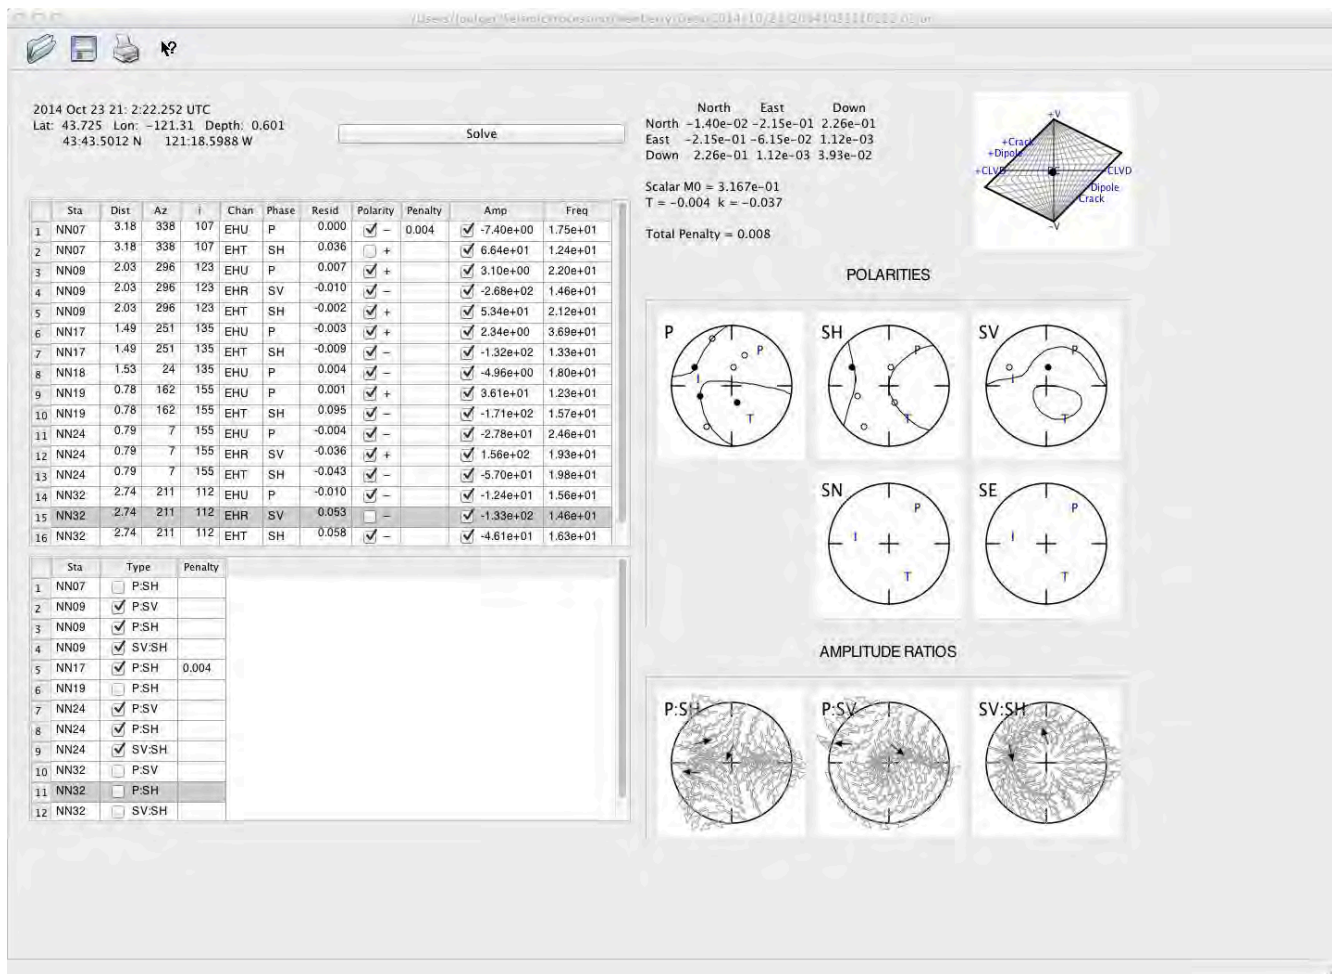 2014 Oct 23 21: 2:22.252 UTC
Lat: 43.725 Lon: -121.31 Depth: 0.601
43:43.5012 N 121:18.5988 W
Solve
North East Down
North -1.40e-02 -2.15e-01 2.26e-01
East -2.15e-01 -6.15e-02 1.12e-03
Down 2.26e-01 1.12e-03 3.93e-02
Scalar M0 = 3.167e-01
T = -0.004 k = -0.037
Total Penalty = 0.008
+V
+Crack
+Dipole
+CLVD
-CLVD
-Dipole
-Crack
-V
Sta Dist Az i Chan Phase Resid Polarity Penalty Amp Freq
1 NN07 3.18 338 107 EHU P 0.000 - 0.004 -7.40e+00 1.75e+01
2 NN07 3.18 338 107 EHT SH 0.036 + 6.64e+01 1.24e+01
3 NN09 2.03 296 123 EHU P 0.007 + 3.10e+00 2.20e+01
4 NN09 2.03 296 123 EHR SV -0.010 - -2.68e+02 1.46e+01
5 NN09 2.03 296 123 EHT SH -0.002 + 5.34e+01 2.12e+01
6 NN17 1.49 251 135 EHU P -0.003 + 2.34e+00 3.69e+01
7 NN17 1.49 251 135 EHT SH -0.009 - -1.32e+02 1.33e+01
8 NN18 1.53 24 135 EHU P 0.004 - -4.96e+00 1.80e+01
9 NN19 0.78 162 155 EHU P 0.001 + 3.61e+01 1.23e+01
10 NN19 0.78 162 155 EHT SH 0.095 - -1.71e+02 1.57e+01
11 NN24 0.79 7 155 EHU P -0.004 - -2.78e+01 2.46e+01
12 NN24 0.79 7 155 EHR SV -0.036 + 1.56e+02 1.93e+01
13 NN24 0.79 7 155 EHT SH -0.043 - -5.70e+01 1.98e+01
14 NN32 2.74 211 112 EHU P -0.010 - -1.24e+01 1.56e+01
15 NN32 2.74 211 112 EHR SV 0.053 - -1.33e+02 1.46e+01
16 NN32 2.74 211 112 EHT SH 0.058 - -4.61e+01 1.63e+01
Sta Type Penalty
1 NN07 P:SH
2 NN09 P:SV
3 NN09 P:SH
4 NN09 SV:SH
5 NN17 P:SH 0.004
6 NN19 P:SH
7 NN24 P:SV
8 NN24 P:SH
9 NN24 SV:SH
10 NN32 P:SV
11 NN32 P:SH
12 NN32 SV:SH
POLARITIES
P P I T
SH P T
SV P I T
SN P I T
SE P I T
AMPLITUDE RATIOS
P:SH P:SV SV:SH